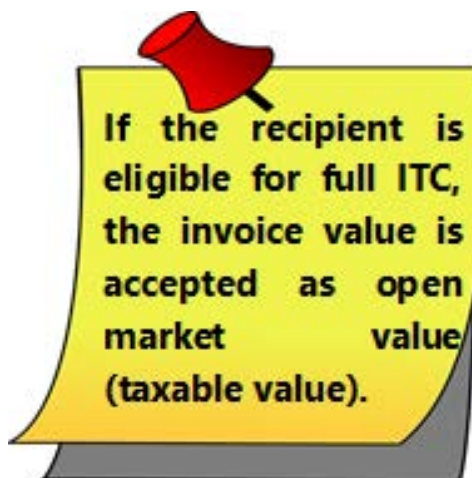 If the recipient is
eligible for full ITC,
the invoice value is
accepted as open
market value
(taxable value).